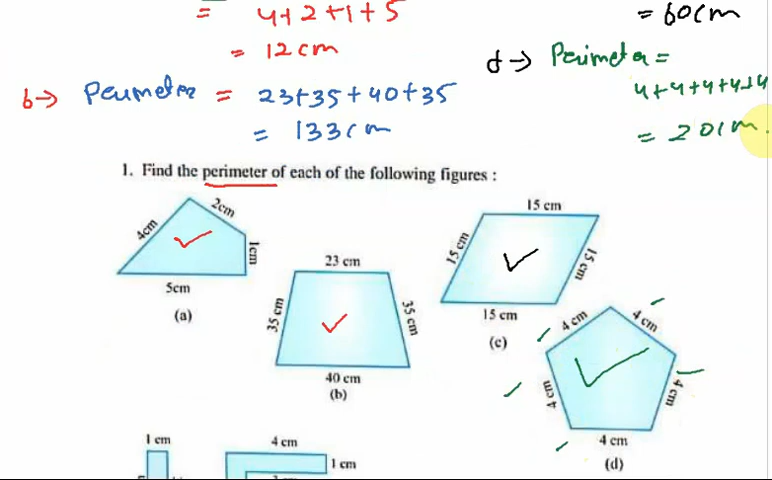 = 4+2+1+5
= 12cm
= 60cm
b→ Perimeter = 23+35+40+35
= 133cm
d→ Perimeter =
4+4+4+4+4
= 20cm.
1. Find the perimeter of each of the following figures :
4cm
2cm
1cm
5cm
(a)
23 cm
35 cm
35 cm
40 cm
(b)
15 cm
15 cm
15 cm
15 cm
(c)
4 cm
4 cm
4 cm
4 cm
4 cm
(d)
1 cm
4 cm
1 cm